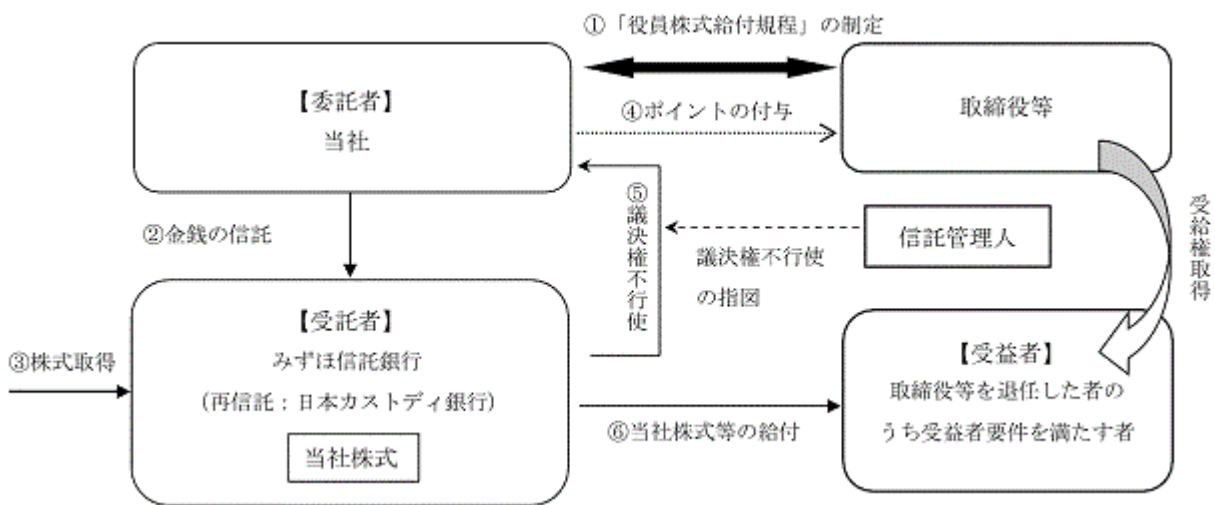 ①「役員株式給付規程」の制定
【委託者】
当社
取締役等
④ポイントの付与
②金銭の信託
⑤議決権不行使
信託管理人
議決権不行使
の指図
受給権取得
③株式取得
【受託者】
みずほ信託銀行
(再信託：日本カストディ銀行)
当社株式
⑥当社株式等の給付
【受益者】
取締役等を退任した者の
うち受益者要件を満たす者